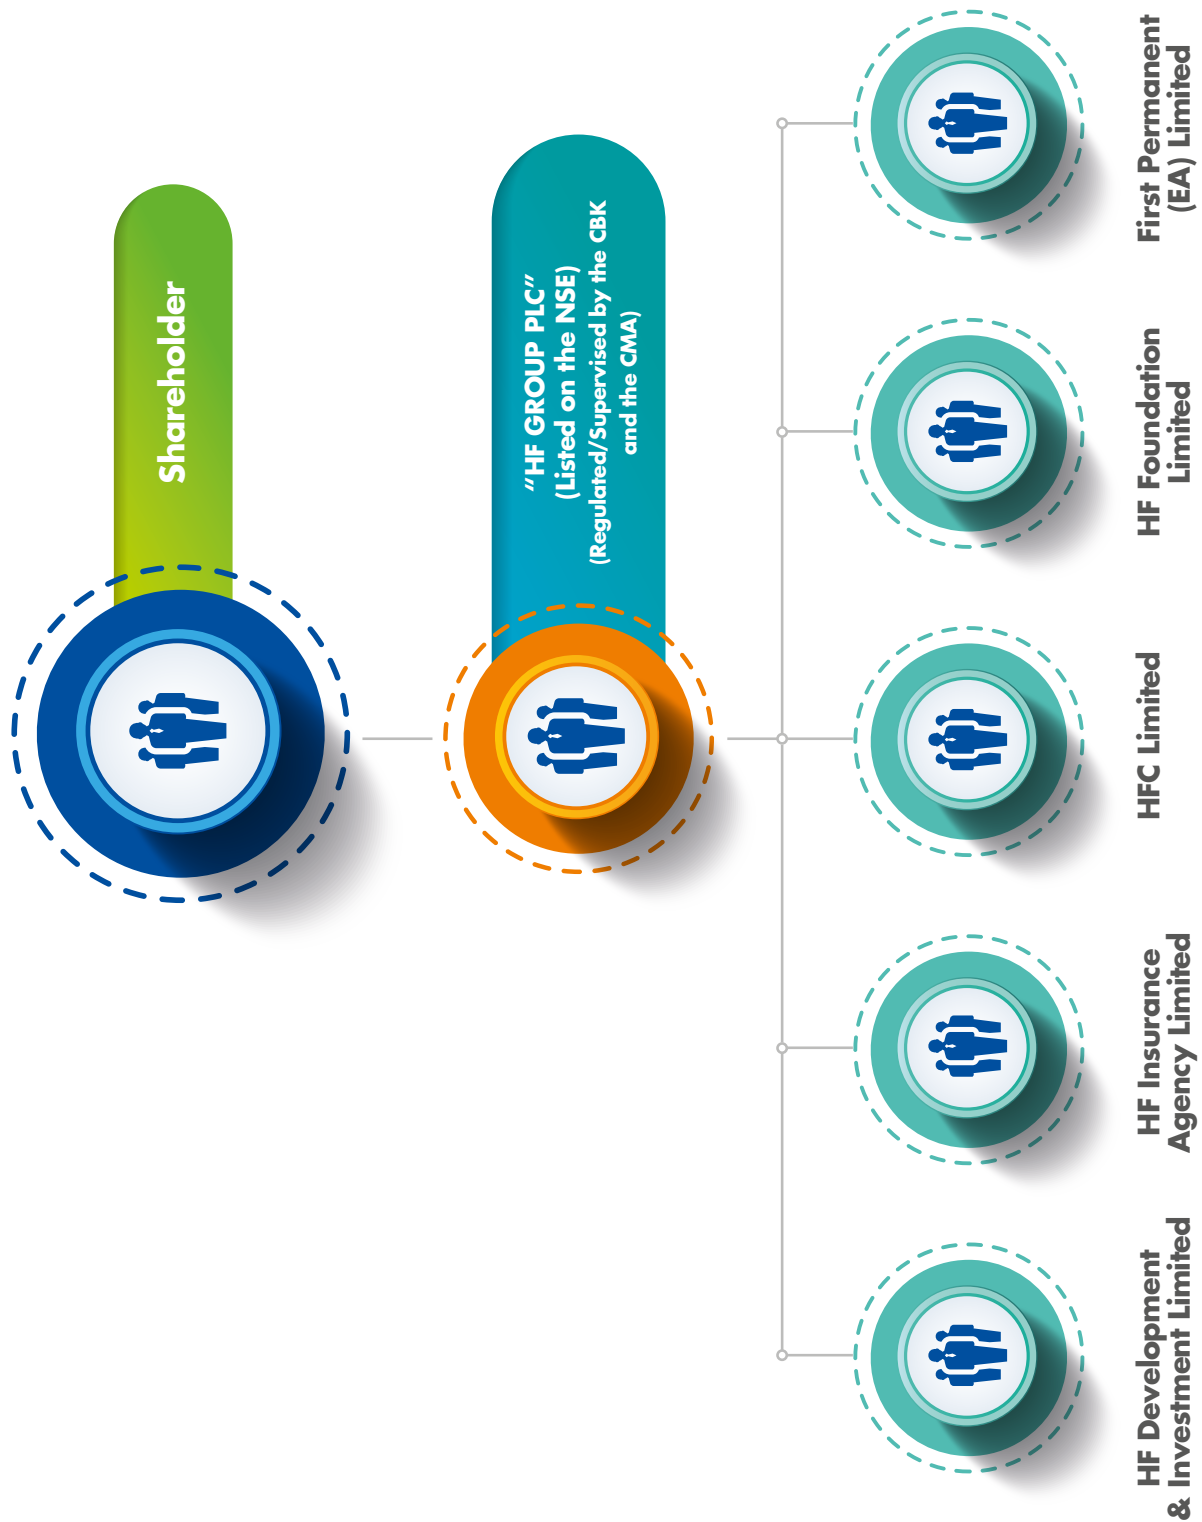 Shareholder
“HF GROUP PLC”
(Listed on the NSE)
(Regulated/Supervised by the CBK
and the CMA)
HF Development
& Investment Limited
HF Insurance
Agency Limited
HFC Limited
HF Foundation
Limited
First Permanent
(EA) Limited